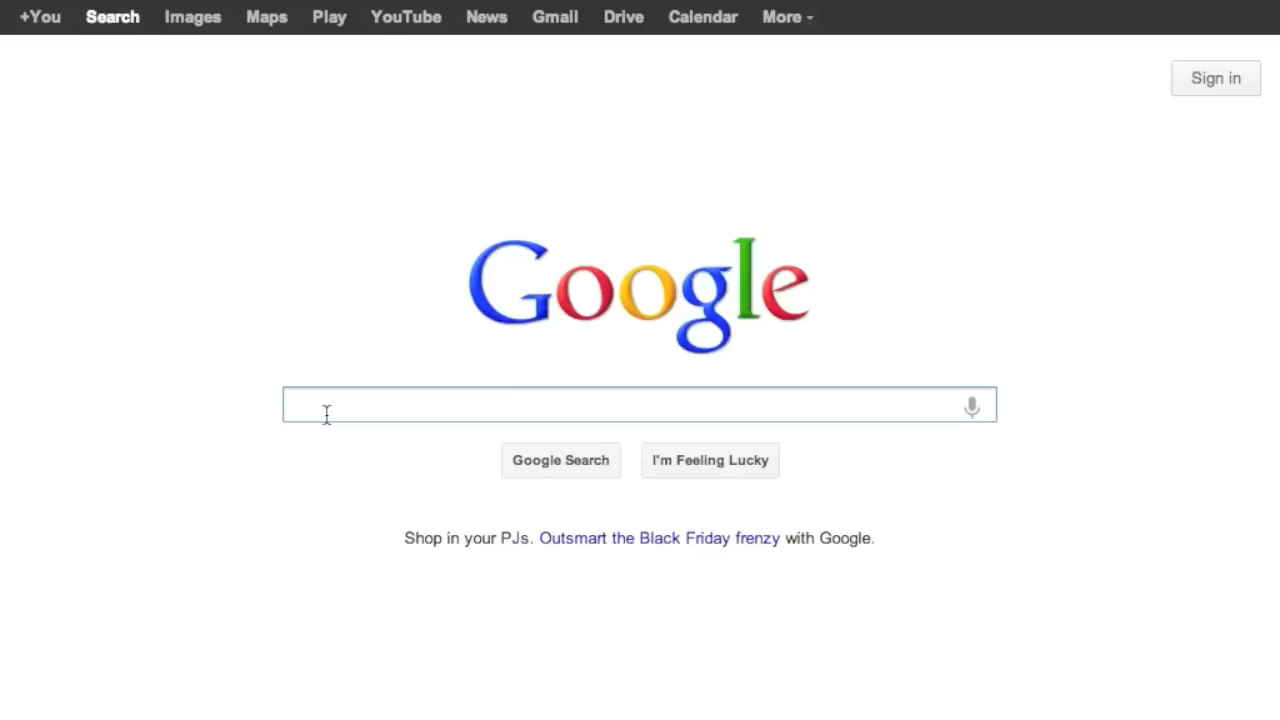 +You Search Images Maps Play YouTube News Gmail Drive Calendar More
Sign in
Google
Google Search I'm Feeling Lucky
Shop in your PJs. Outsmart the Black Friday frenzy with Google.